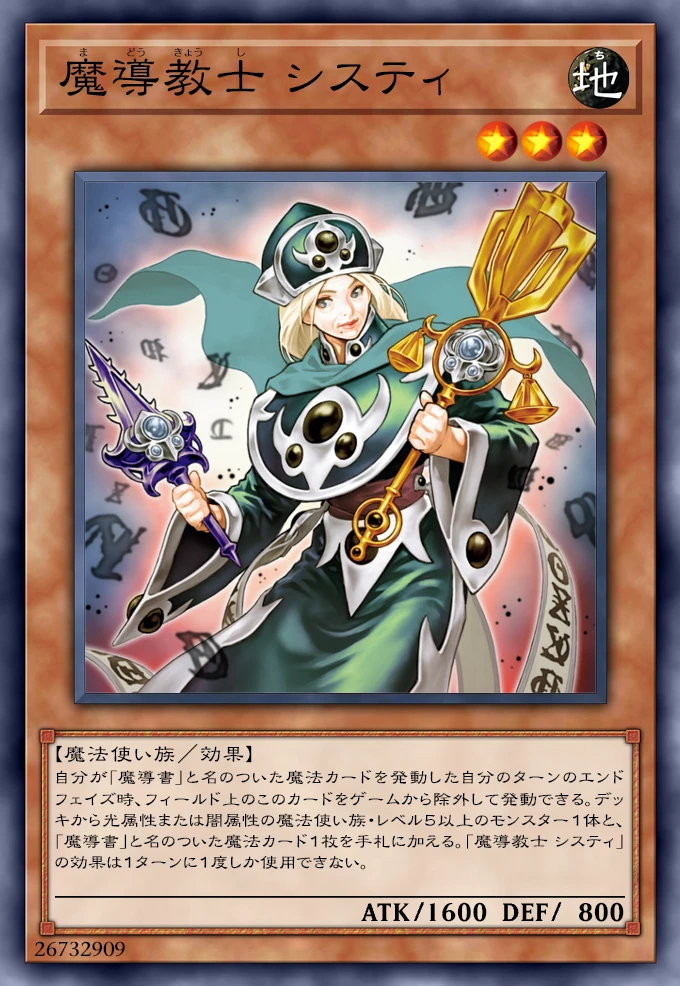 ま どう きょう し
魔導教士 システィ
ち
地
【魔法使い族／効果】
自分が「魔導書」と名のついた魔法カードを発動した自分のターンのエンド
フェイズ時、フィールド上のこのカードをゲームから除外して発動できる。デッ
キから光属性または闇属性の魔法使い族・レベル５以上のモンスター１体と、
「魔導書」と名のついた魔法カード１枚を手札に加える。「魔導教士 システィ」
の効果は１ターンに１度しか使用できない。
ATK/1600 DEF/ 800
26732909